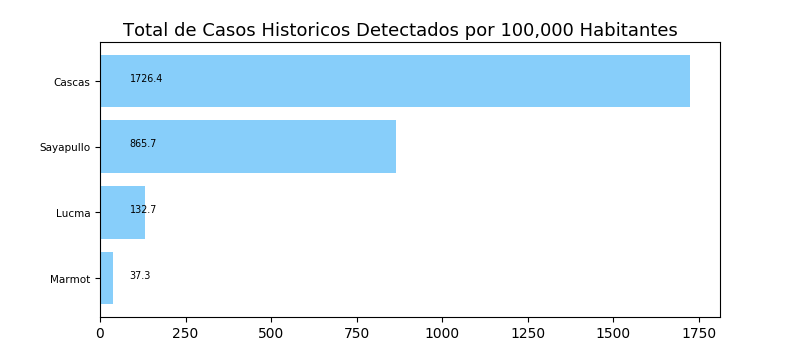 Total de Casos Historicos Detectados por 100,000 Habitantes
Cascas 1726.4
Sayapullo 865.7
Lucma 132.7
Marmot 37.3
0 250 500 750 1000 1250 1500 1750